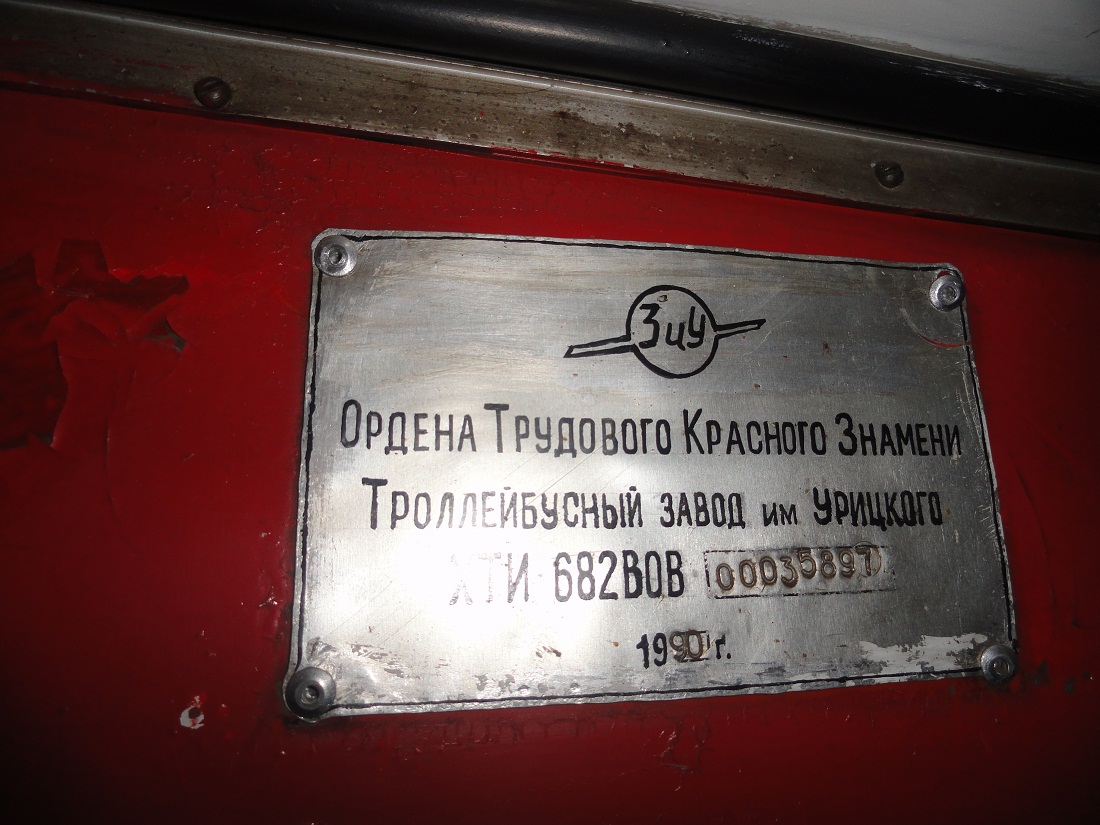 ЗиУ
Ордена Трудового Красного Знамени
Троллейбусный завод им Урицкого
ХТИ 682В0В 00035897
1990 г.